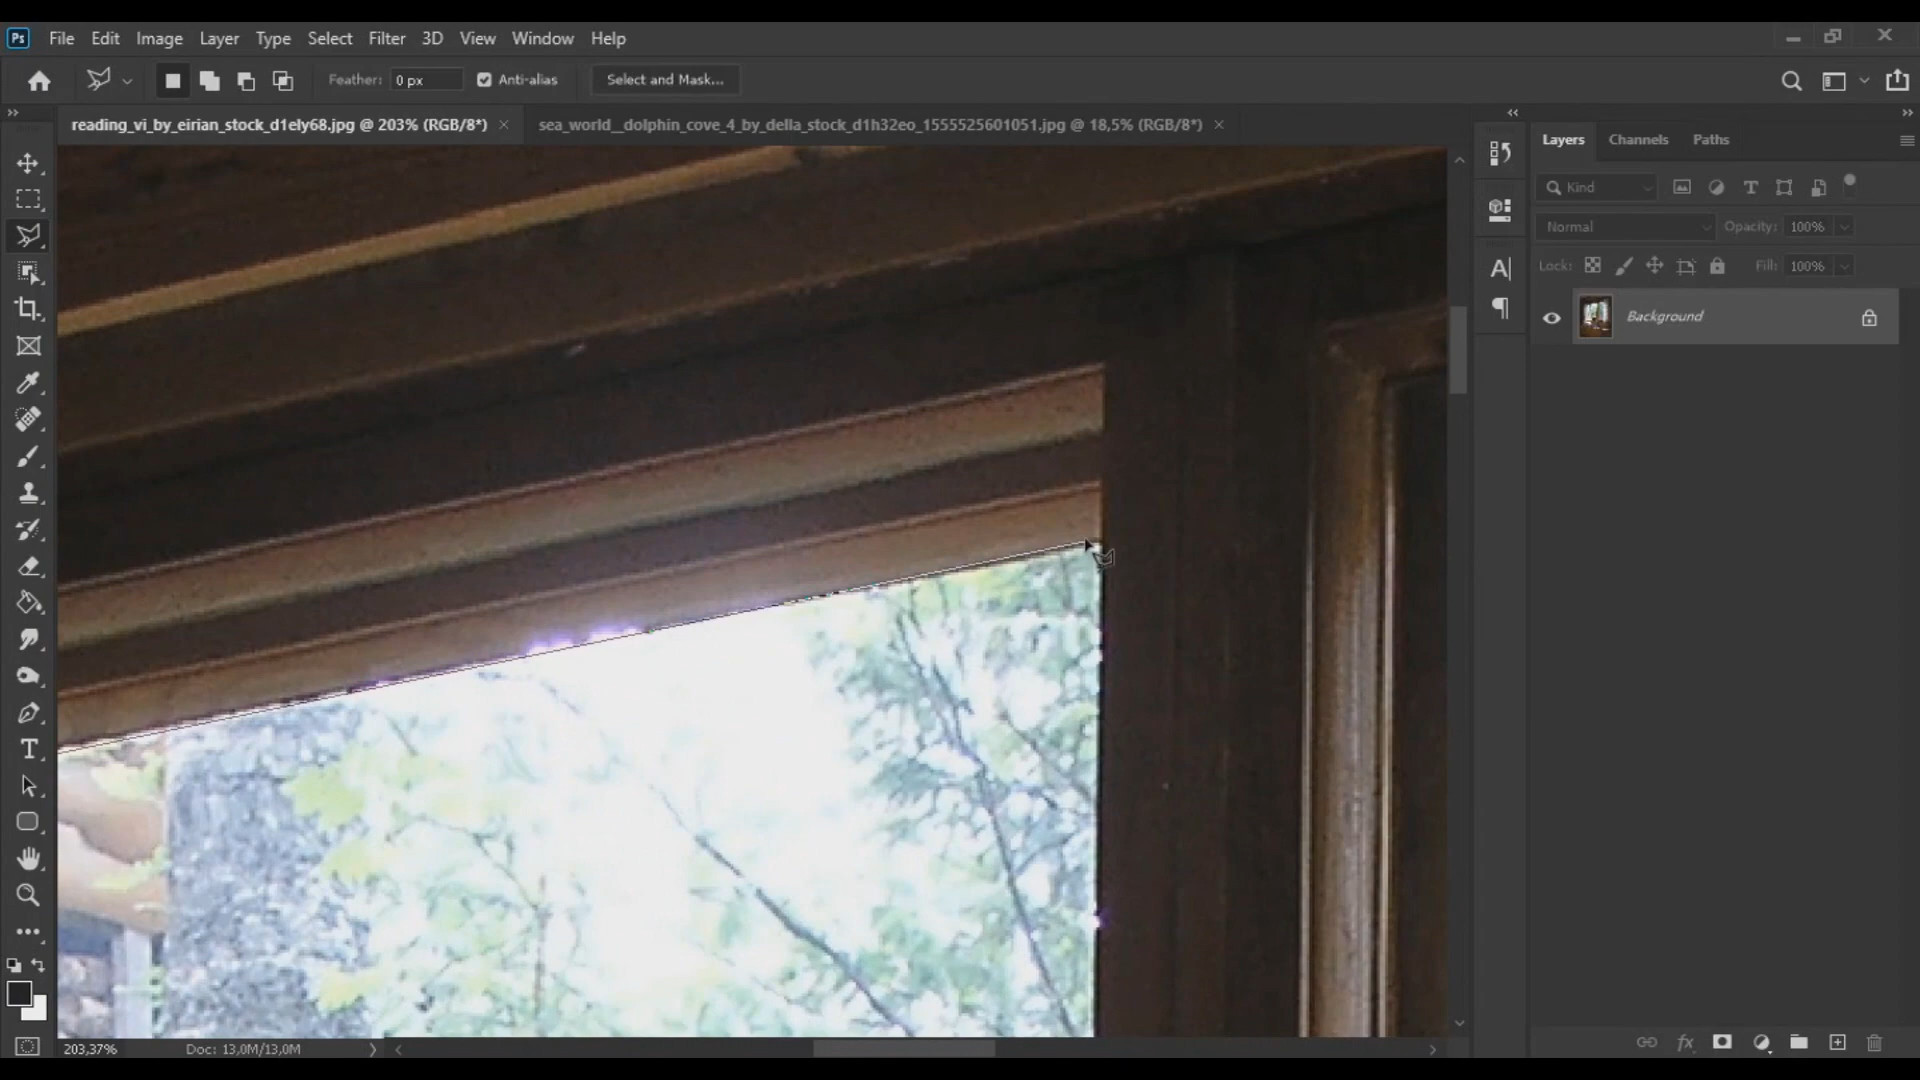 Ps File Edit Image Layer Type Select Filter 3D View Window Help
Feather: 0 px Anti-alias Select and Mask...
reading_vi_by_eirian_stock_d1ely68.jpg @ 203% (RGB/8*) sea_world__dolphin_cove_4_by_della_stock_d1h32eo_1555525601051.jpg @ 18,5% (RGB/8*)
Layers Channels Paths
Kind
Normal Opacity: 100%
Lock: Fill: 100%
Background
203,37% Doc: 13,0M/13,0M